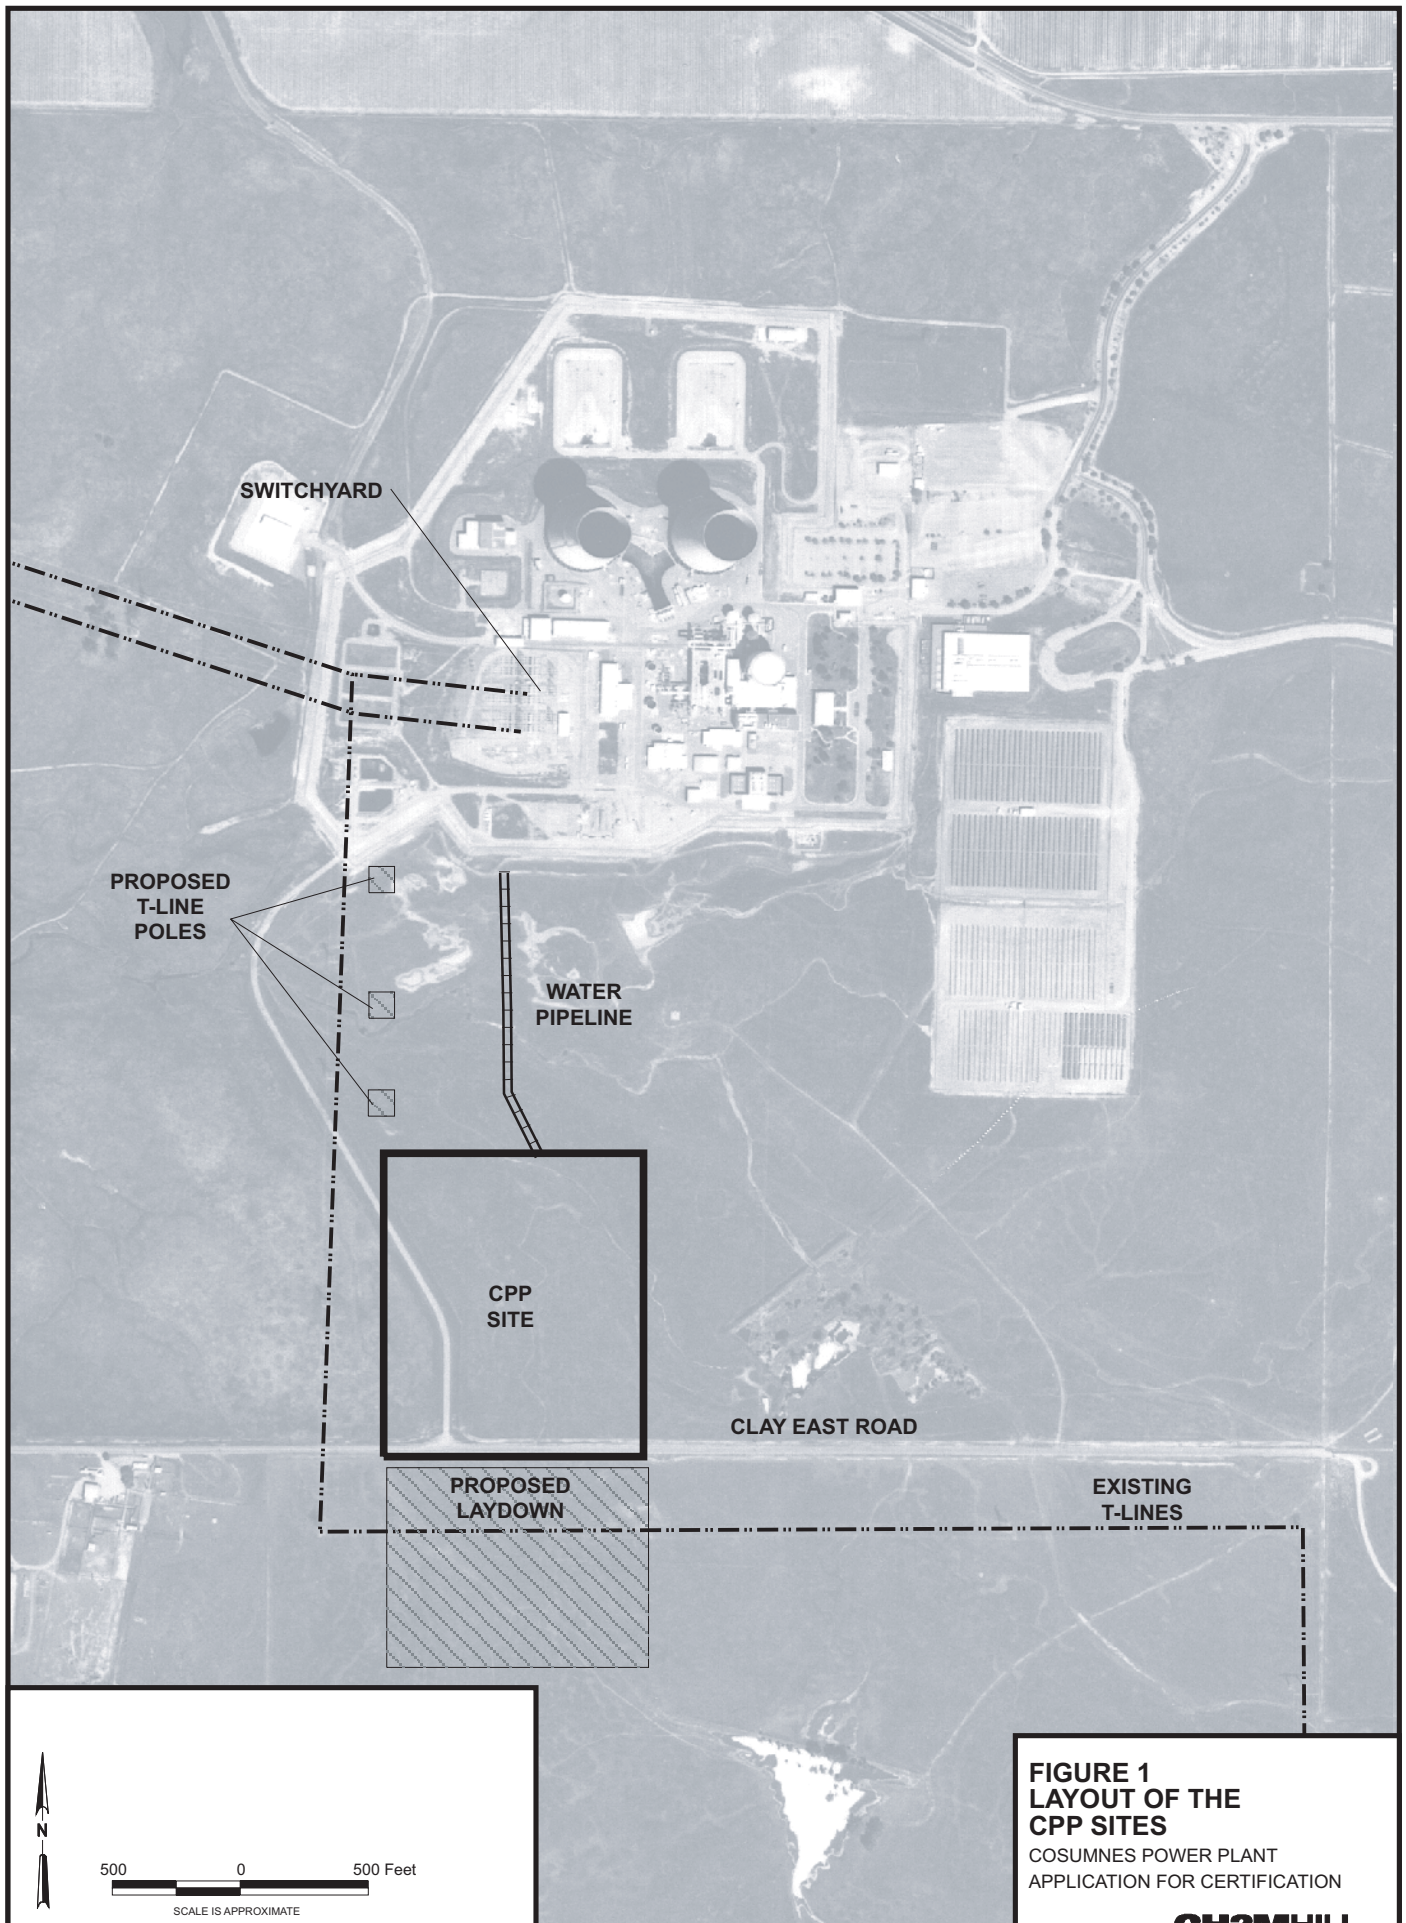 SWITCHYARD
PROPOSED
T-LINE
POLES
WATER
PIPELINE
CPP
SITE
CLAY EAST ROAD
PROPOSED
LAYDOWN
EXISTING
T-LINES
N
500 0 500 Feet
SCALE IS APPROXIMATE
FIGURE 1
LAYOUT OF THE
CPP SITES
COSUMNES POWER PLANT
APPLICATION FOR CERTIFICATION
CH2MHILL